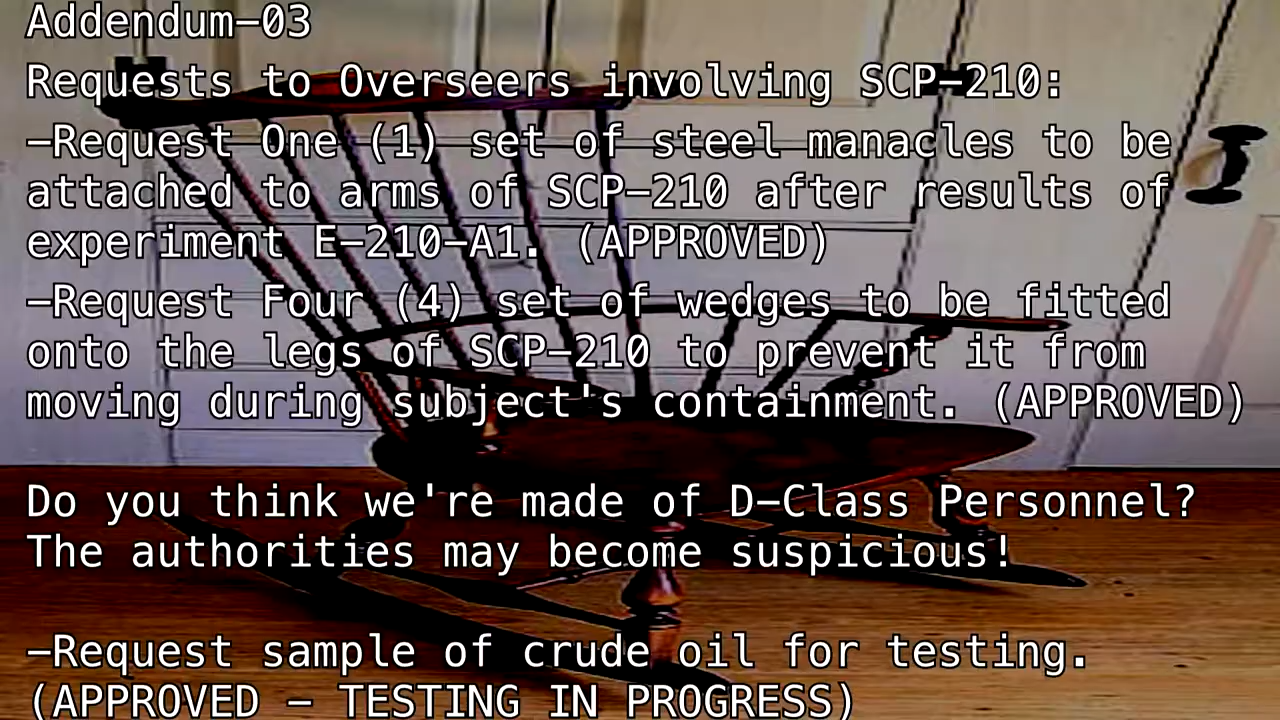 Addendum-03
Requests to Overseers involving SCP-210:
-Request One (1) set of steel manacles to be
attached to arms of SCP-210 after results of
experiment E-210-A1. (APPROVED)
-Request Four (4) set of wedges to be fitted
onto the legs of SCP-210 to prevent it from
moving during subject's containment. (APPROVED)
Do you think we're made of D-Class Personnel?
The authorities may become suspicious!
-Request sample of crude oil for testing.
(APPROVED - TESTING IN PROGRESS)